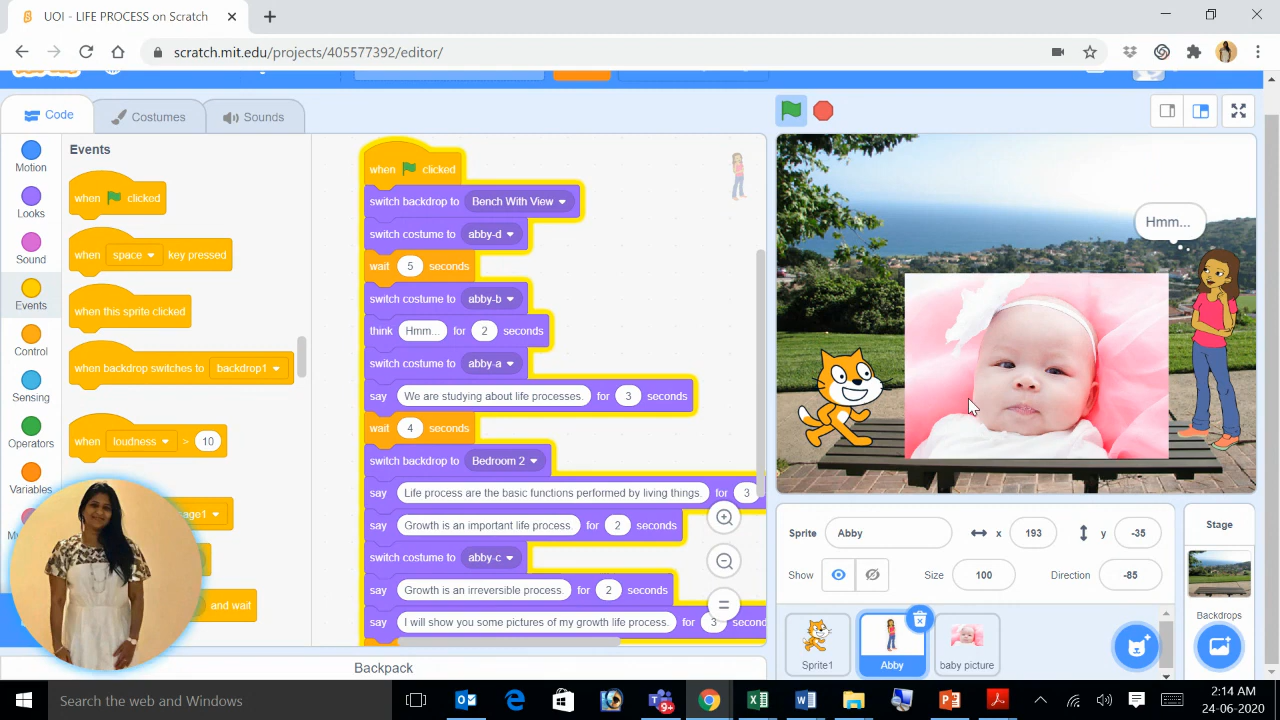 UOI - LIFE PROCESS on Scratch
scratch.mit.edu/projects/405577392/editor/
Code Costumes Sounds
Motion
Looks
Sound
Events
Control
Sensing
Operators
Variables
Events
when clicked
when space key pressed
when this sprite clicked
when backdrop switches to backdrop1
when loudness > 10
and wait
when clicked
switch backdrop to Bench With View
switch costume to abby-d
wait 5 seconds
switch costume to abby-b
think Hmm... for 2 seconds
switch costume to abby-a
say We are studying about life processes. for 3 seconds
wait 4 seconds
switch backdrop to Bedroom 2
say Life process are the basic functions performed by living things. for 3
say Growth is an important life process. for 2 seconds
switch costume to abby-c
say Growth is an irreversible process. for 2 seconds
say I will show you some pictures of my growth life process. for 3 second
Hmm...
Sprite Abby x 193 y -35
Show Size 100 Direction -85
Sprite1 Abby baby picture
Stage
Backdrops
Backpack
Search the web and Windows
9+
2:14 AM
24-06-2020